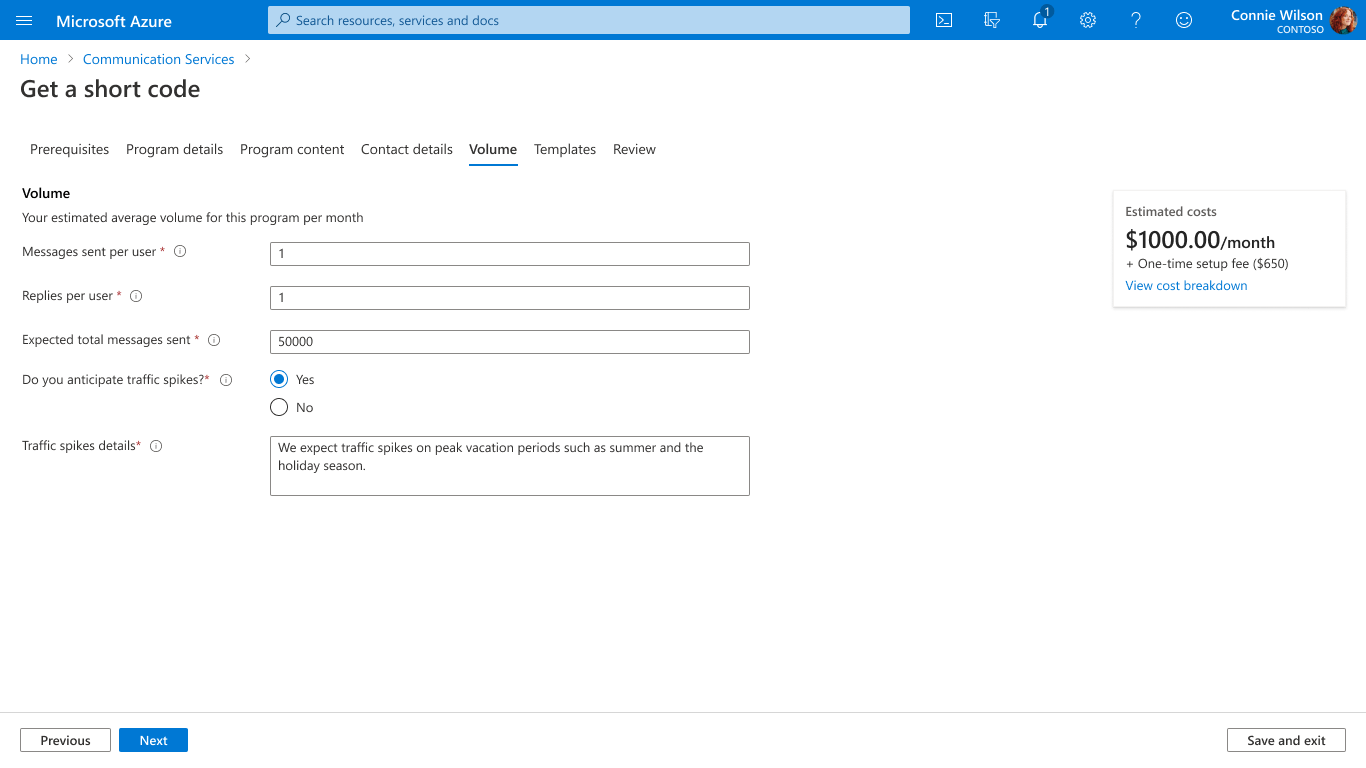 Microsoft Azure
Search resources, services and docs
1
Connie Wilson
CONTOSO
Home > Communication Services >
Get a short code
Prerequisites Program details Program content Contact details Volume Templates Review
Volume
Your estimated average volume for this program per month
Messages sent per user *
1
Replies per user *
1
Expected total messages sent *
50000
Do you anticipate traffic spikes?*
Yes
No
Traffic spikes details*
We expect traffic spikes on peak vacation periods such as summer and the
holiday season.
Estimated costs
$1000.00/month
+ One-time setup fee ($650)
View cost breakdown
Previous
Next
Save and exit